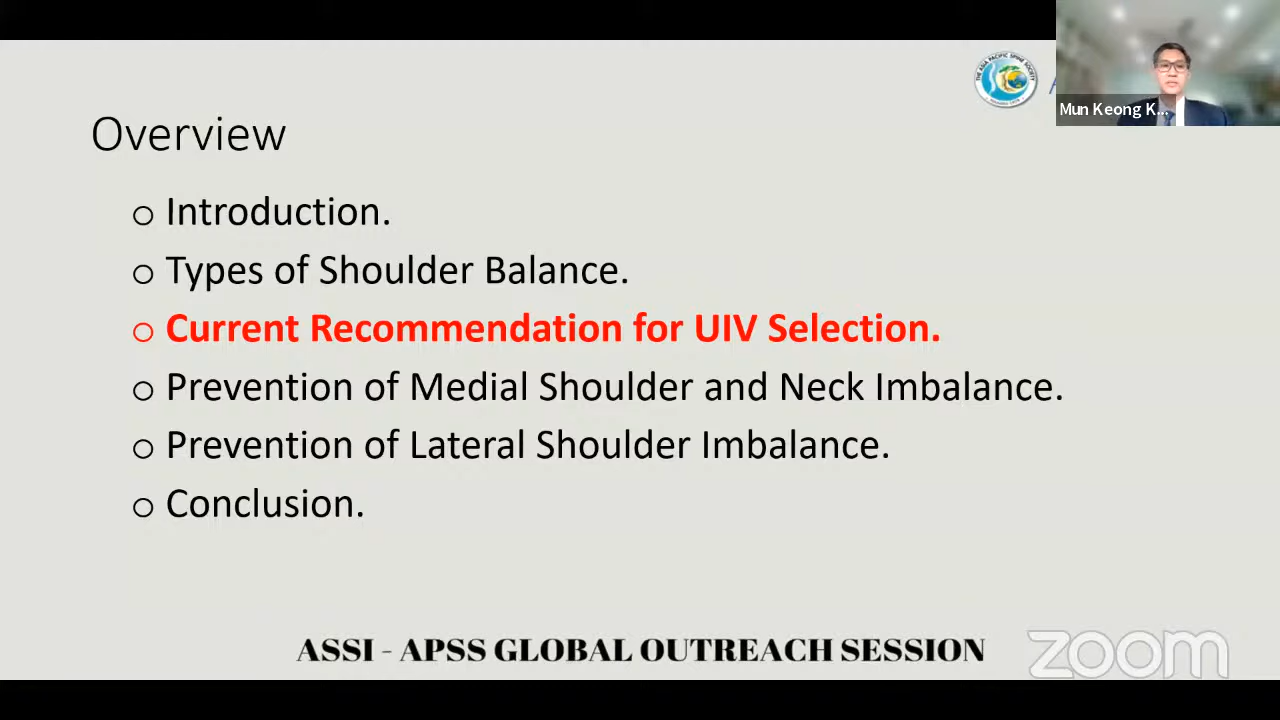 Overview
Mun Keong K...
o Introduction.
o Types of Shoulder Balance.
o Current Recommendation for UIV Selection.
o Prevention of Medial Shoulder and Neck Imbalance.
o Prevention of Lateral Shoulder Imbalance.
o Conclusion.
ASSI - APSS GLOBAL OUTREACH SESSION
zoom